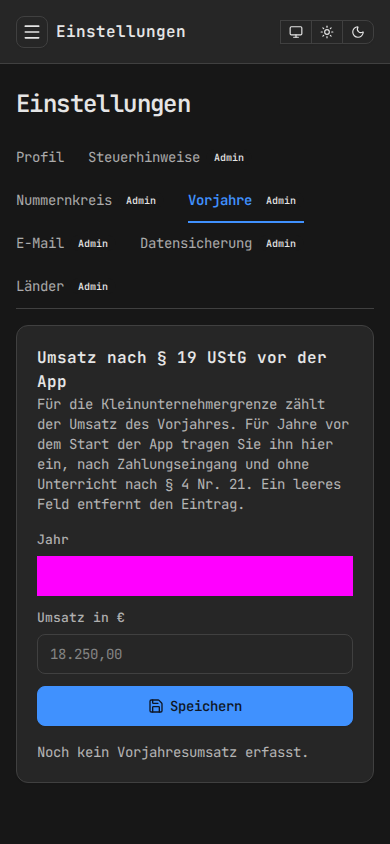 Einstellungen
Einstellungen
Profil Steuerhinweise Admin
Nummernkreis Admin Vorjahre Admin
E-Mail Admin Datensicherung Admin
Länder Admin
Umsatz nach § 19 UStG vor der
App
Für die Kleinunternehmergrenze zählt
der Umsatz des Vorjahres. Für Jahre vor
dem Start der App tragen Sie ihn hier
ein, nach Zahlungseingang und ohne
Unterricht nach § 4 Nr. 21. Ein leeres
Feld entfernt den Eintrag.
Jahr
Umsatz in €
18.250,00
Speichern
Noch kein Vorjahresumsatz erfasst.